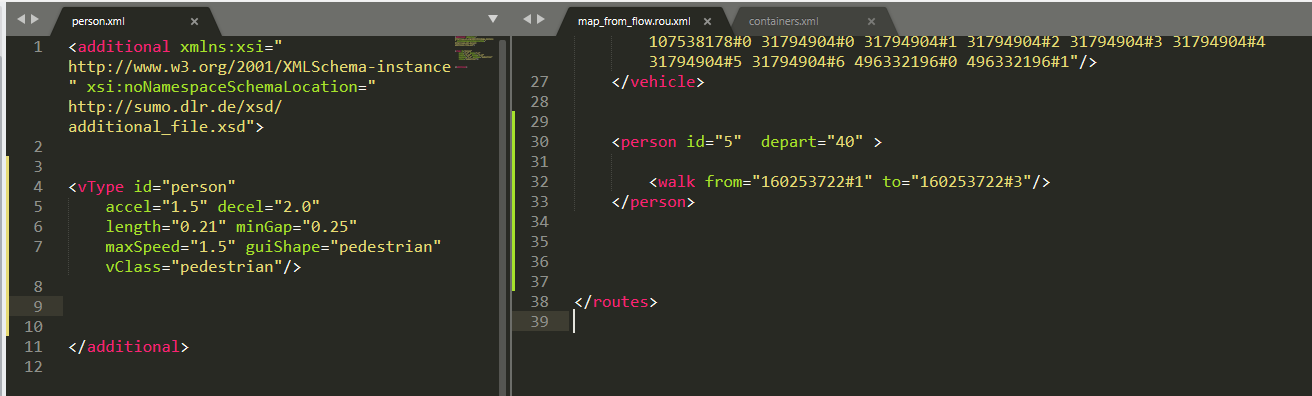 person.xml
1 <additional xmlns:xsi="
http://www.w3.org/2001/XMLSchema-instance
" xsi:noNamespaceSchemaLocation="
http://sumo.dlr.de/xsd/
additional_file.xsd">
2
3
4 <vType id="person"
5 accel="1.5" decel="2.0"
6 length="0.21" minGap="0.25"
7 maxSpeed="1.5" guiShape="pedestrian"
vClass="pedestrian"/>
8
9
10
11 </additional>
12
map_from_flow.rou.xml
containers.xml
107538178#0 31794904#0 31794904#1 31794904#2 31794904#3 31794904#4
31794904#5 31794904#6 496332196#0 496332196#1"/>
27 </vehicle>
28
29
30 <person id="5"  depart="40" >
31
32 <walk from="160253722#1" to="160253722#3"/>
33 </person>
34
35
36
37
38 </routes>
39